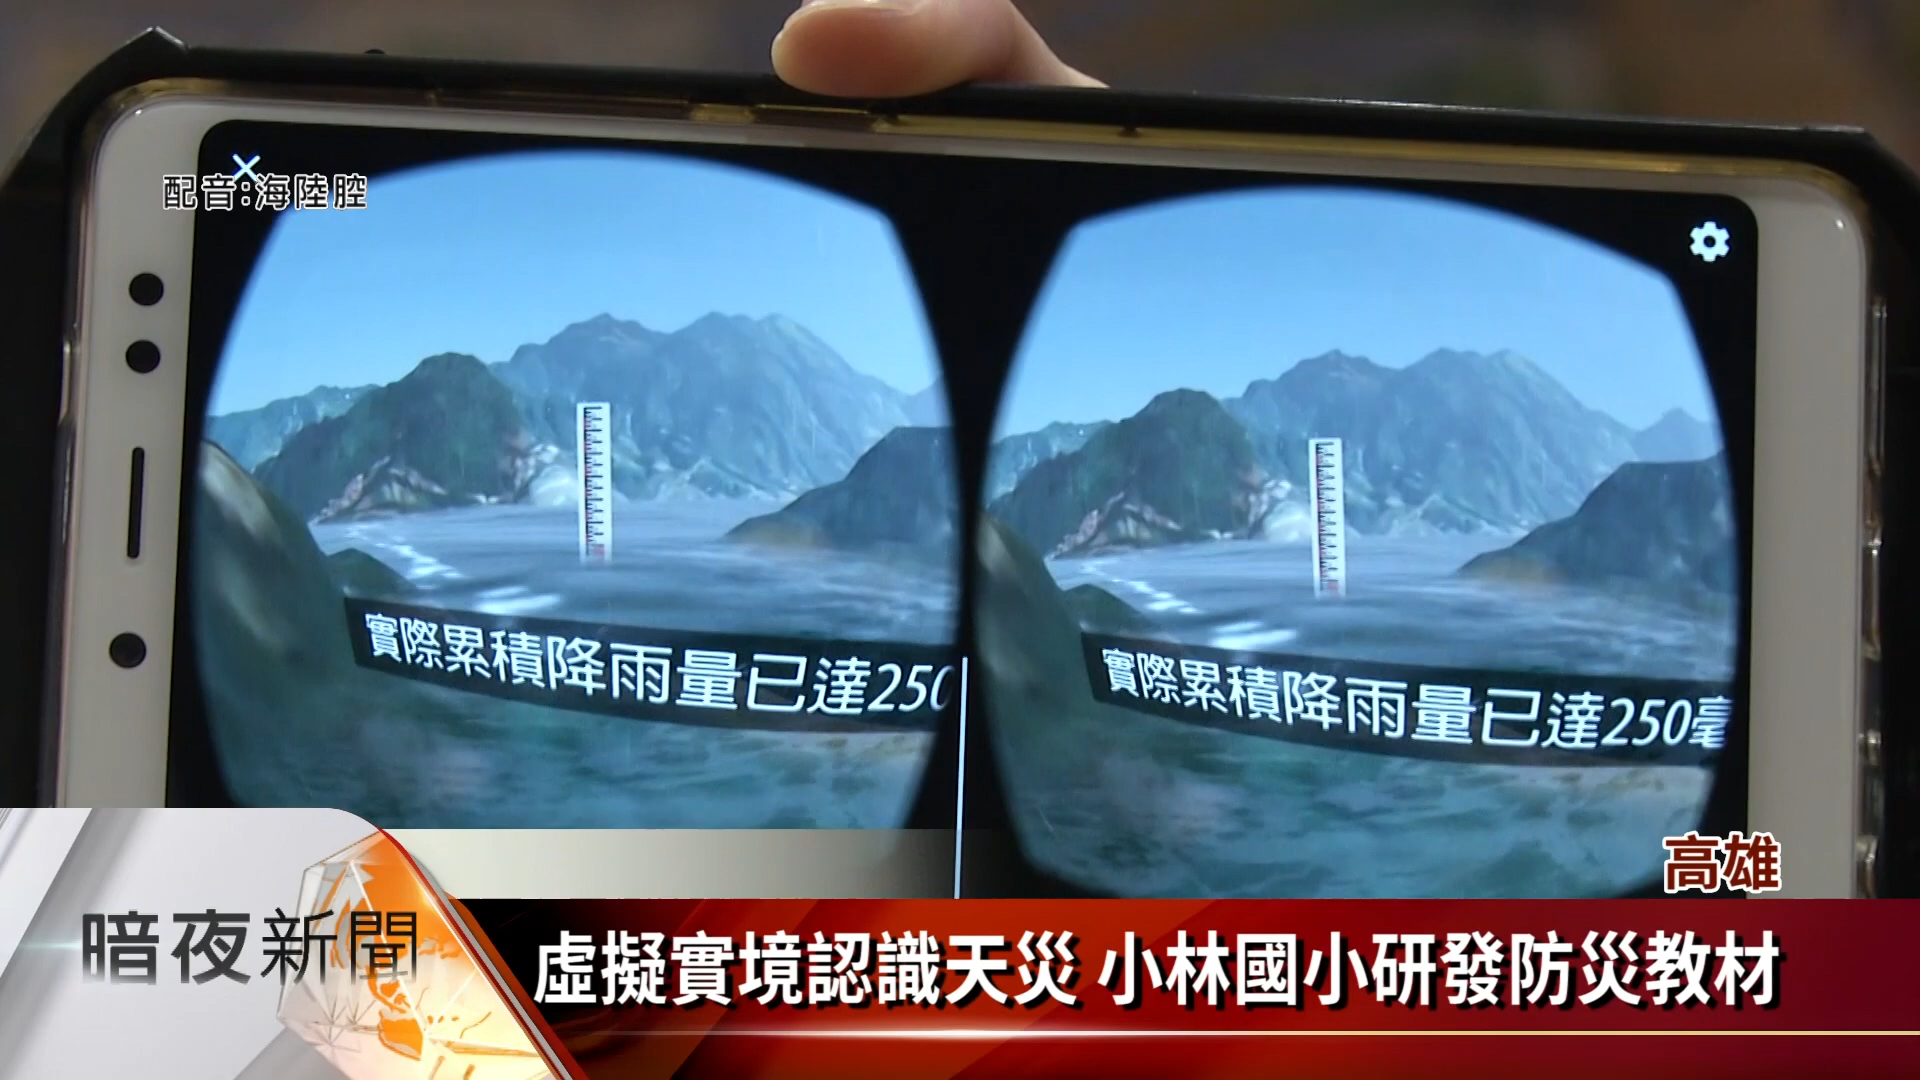 配音:海陸腔
實際累積降雨量已達250
實際累積降雨量已達250毫
高雄
暗夜新聞
虛擬實境認識天災 小林國小研發防災教材